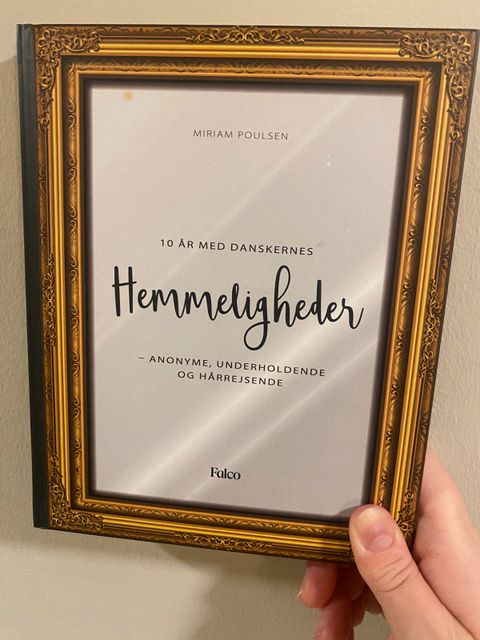 MIRIAM POULSEN
10 ÅR MED DANSKERNES
Hemmeligheder
– ANONYME, UNDERHOLDENDE
OG HÅRREJSENDE
Falco